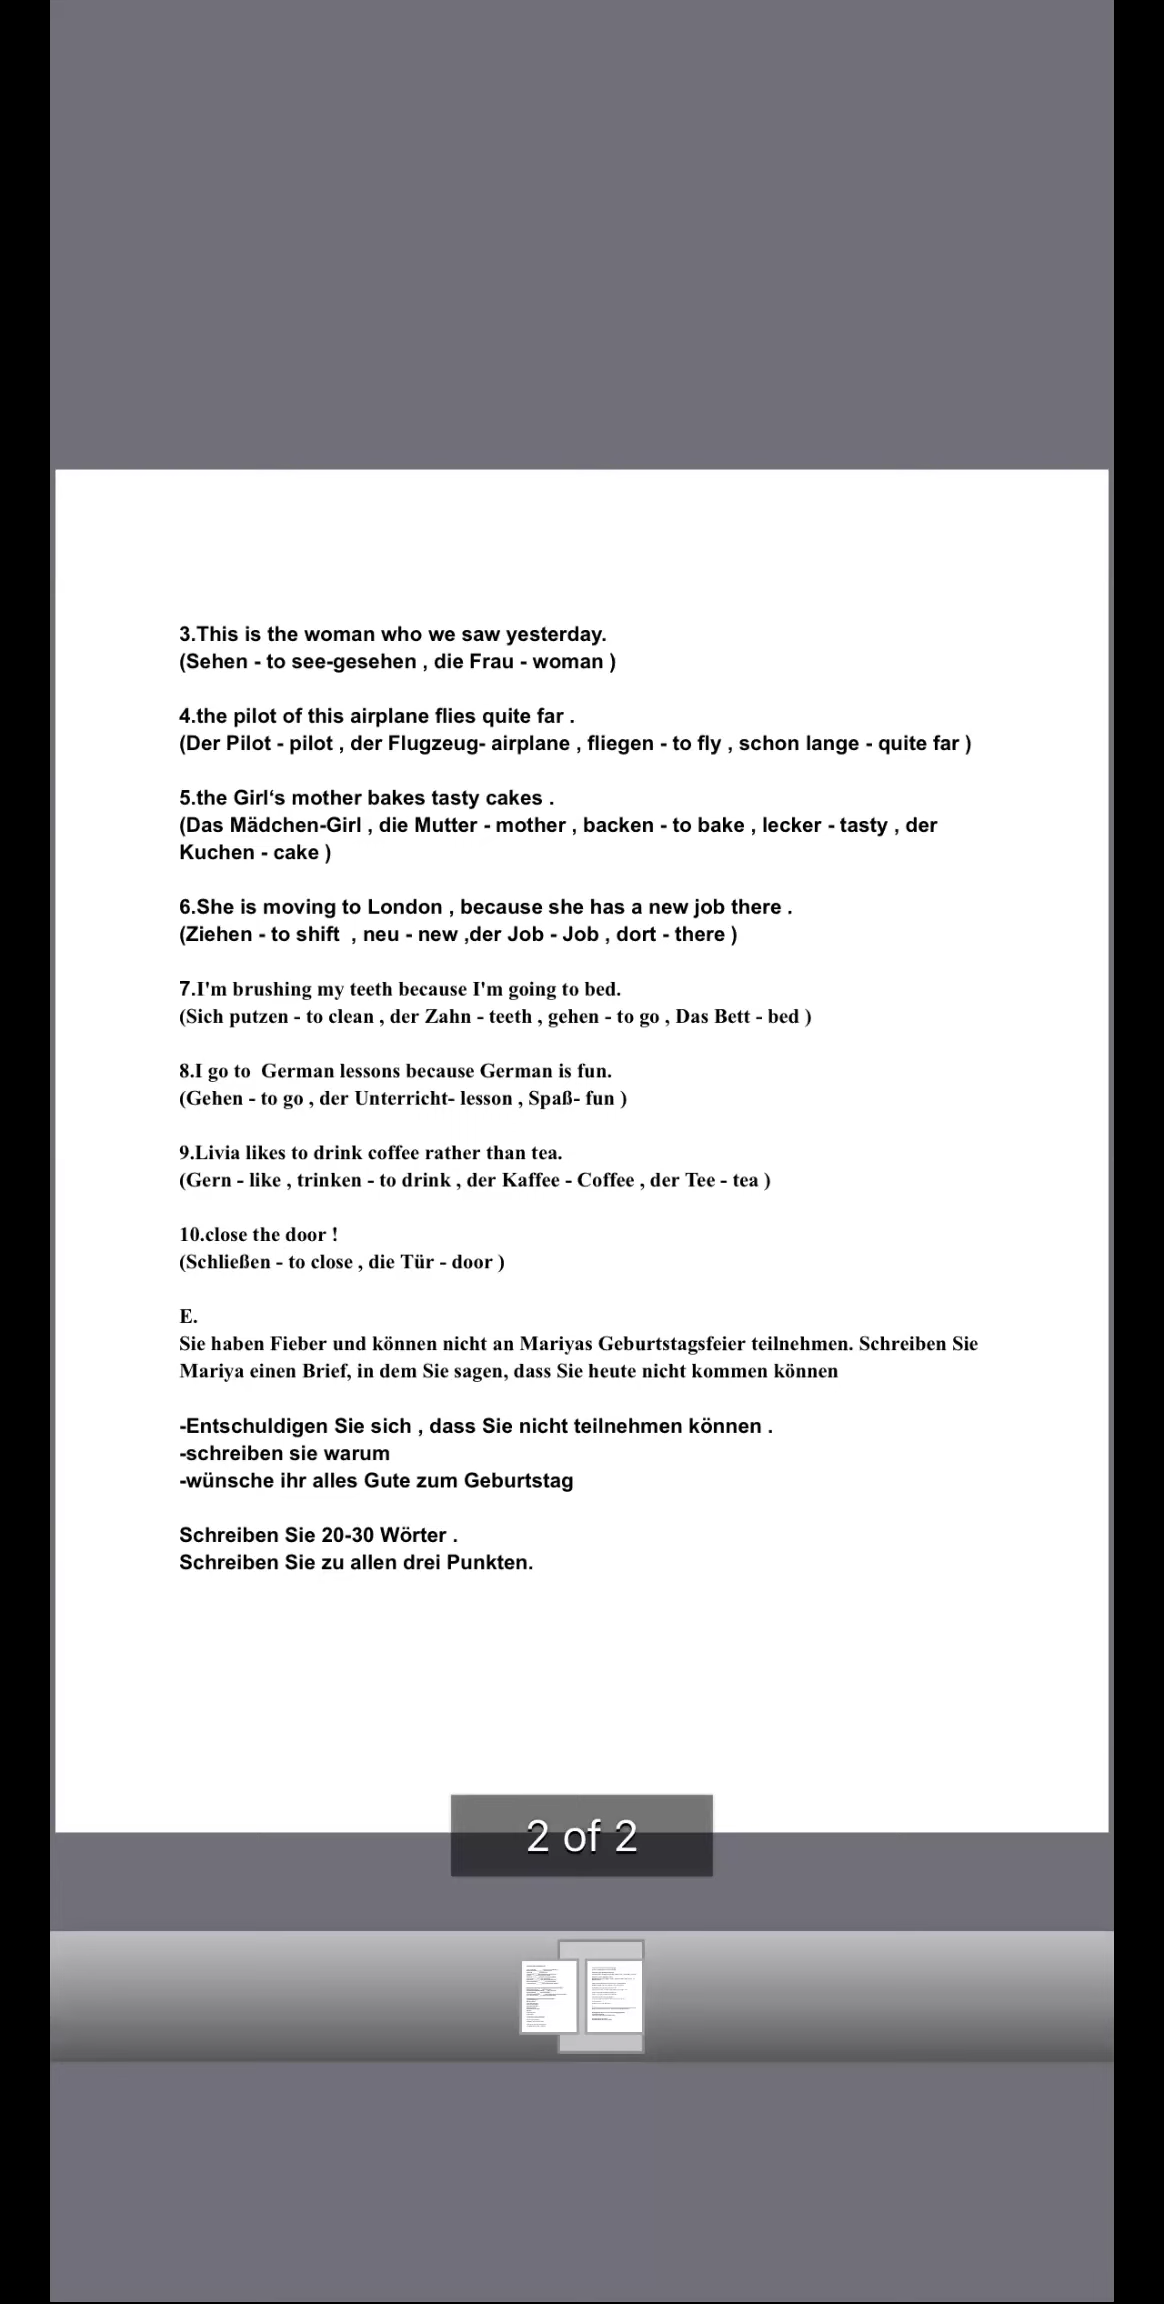 3.This is the woman who we saw yesterday.
(Sehen - to see-gesehen , die Frau - woman )
4.the pilot of this airplane flies quite far .
(Der Pilot - pilot , der Flugzeug- airplane , fliegen - to fly , schon lange - quite far )
5.the Girl‘s mother bakes tasty cakes .
(Das Mädchen-Girl , die Mutter - mother , backen - to bake , lecker - tasty , der
Kuchen - cake )
6.She is moving to London , because she has a new job there .
(Ziehen - to shift  , neu - new ,der Job - Job , dort - there )
7.I'm brushing my teeth because I'm going to bed.
(Sich putzen - to clean , der Zahn - teeth , gehen - to go , Das Bett - bed )
8.I go to  German lessons because German is fun.
(Gehen - to go , der Unterricht- lesson , Spaß- fun )
9.Livia likes to drink coffee rather than tea.
(Gern - like , trinken - to drink , der Kaffee - Coffee , der Tee - tea )
10.close the door !
(Schließen - to close , die Tür - door )
E.
Sie haben Fieber und können nicht an Mariyas Geburtstagsfeier teilnehmen. Schreiben Sie
Mariya einen Brief, in dem Sie sagen, dass Sie heute nicht kommen können
-Entschuldigen Sie sich , dass Sie nicht teilnehmen können .
-schreiben sie warum
-wünsche ihr alles Gute zum Geburtstag
Schreiben Sie 20-30 Wörter .
Schreiben Sie zu allen drei Punkten.
2 of 2